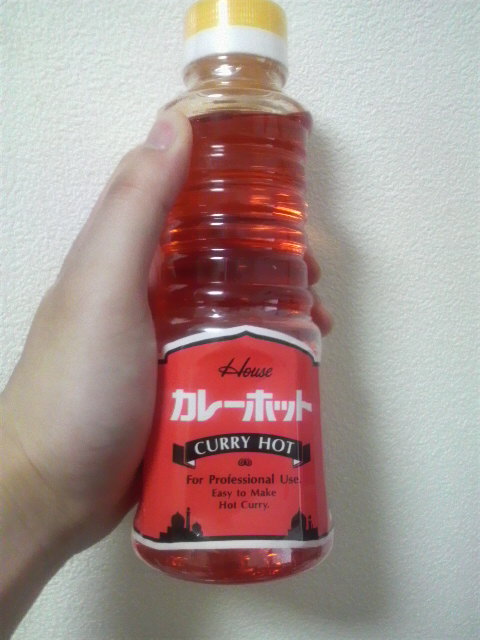 House
カレーホット
CURRY HOT
For Professional Use.
Easy to Make
Hot Curry.